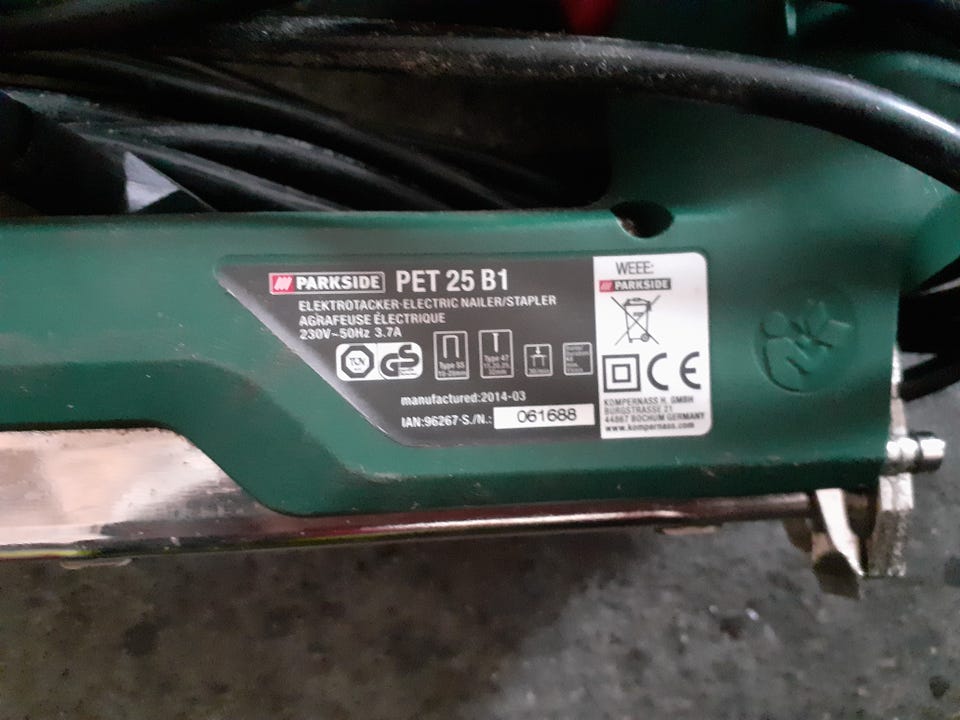 PARKSIDE PET 25 B1
ELEKTROTACKER·ELECTRIC NAILER/STAPLER
AGRAFEUSE ÉLECTRIQUE
230V~50Hz 3.7A
GS
Type 55
Type 47
30/min
manufactured:2014-03
IAN:96267·S./N.: 061688
WEEE:
PARKSIDE
CE
KOMPERNASS H. GMBH
BURGSTRASSE 21
44867 BOCHUM GERMANY
www.kompernass.com